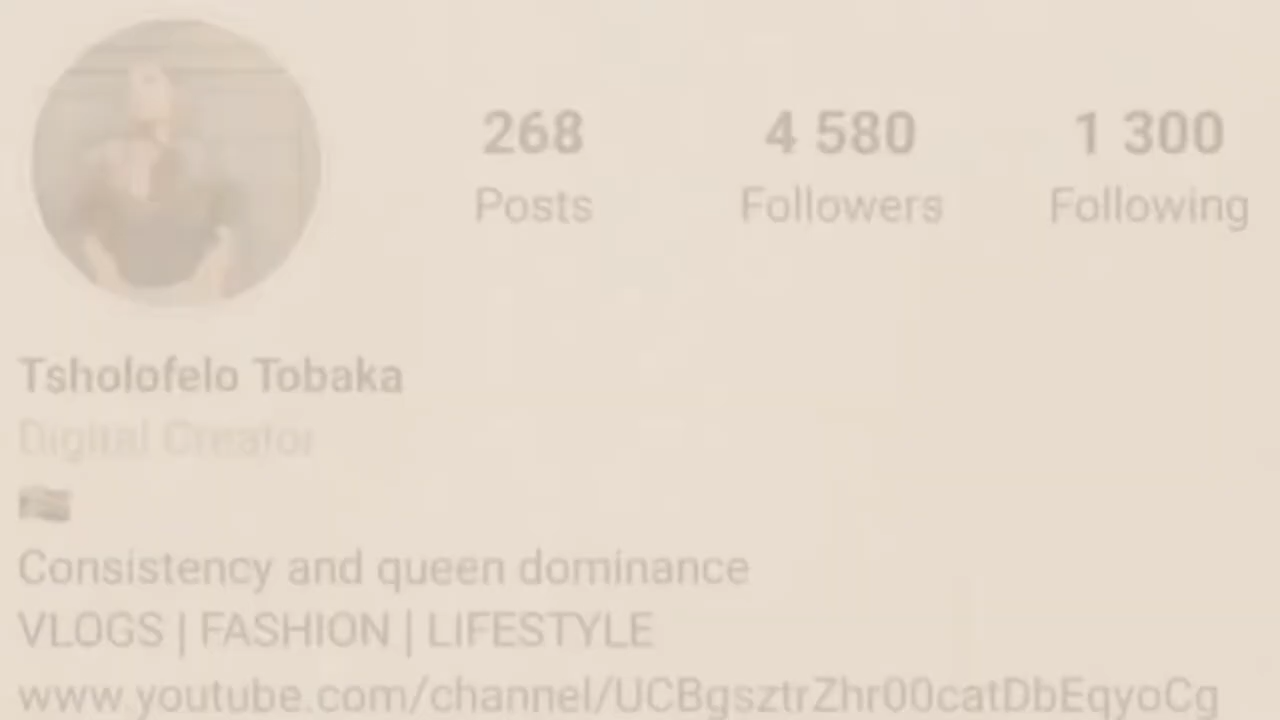 268 4 580 1 300
Posts Followers Following
Tsholofelo Tobaka
Digital Creator
Consistency and queen dominance
VLOGS | FASHION | LIFESTYLE
www.youtube.com/channel/UCBgsztrZhr00catDbEqyoCg